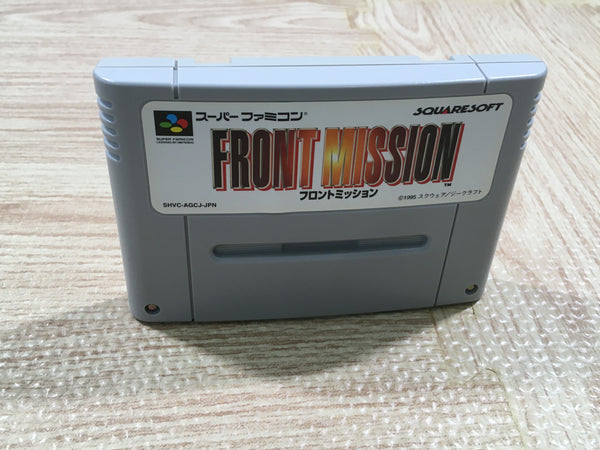 スーパーファミコン®
SQUARESOFT
SUPER FAMICOM
LICENSED BY NINTENDO
FRONT MISSION™
フロントミッション
SHVC-AGCJ-JPN
©1995 スクウェア/ジークラフト